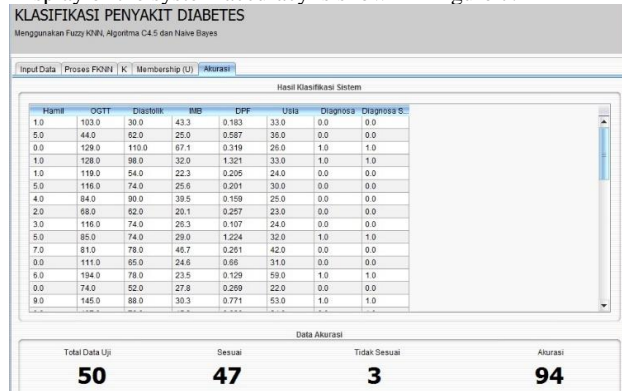 KLASIFIKASI PENYAKIT DIABETES
Menggunakan Fuzzy KNN, Algoritma C4.5 dan Naive Bayes
Input Data Proses FKNN K Membership (U) Akurasi
Hasil Klasifikasi Sistem
Hamil OGTT Diastolik IMB DPF Usia Diagnosa Diagnosa S...
1.0 103.0 30.0 43.3 0.183 33.0 0.0 0.0
5.0 44.0 62.0 25.0 0.587 36.0 0.0 0.0
0.0 129.0 110.0 67.1 0.319 26.0 1.0 1.0
1.0 128.0 98.0 32.0 1.321 33.0 1.0 1.0
1.0 119.0 54.0 22.3 0.205 24.0 0.0 0.0
5.0 116.0 74.0 25.6 0.201 30.0 0.0 0.0
4.0 84.0 90.0 39.5 0.159 25.0 0.0 0.0
2.0 68.0 62.0 20.1 0.257 23.0 0.0 0.0
3.0 116.0 74.0 26.3 0.107 24.0 0.0 0.0
5.0 85.0 74.0 29.0 1.224 32.0 1.0 1.0
7.0 81.0 78.0 46.7 0.261 42.0 0.0 0.0
0.0 111.0 65.0 24.6 0.66 31.0 0.0 0.0
6.0 194.0 78.0 23.5 0.129 59.0 1.0 1.0
0.0 74.0 52.0 27.8 0.269 22.0 0.0 0.0
9.0 145.0 88.0 30.3 0.771 53.0 1.0 1.0
Data Akurasi
Total Data Uji Sesuai Tidak Sesuai Akurasi
50 47 3 94